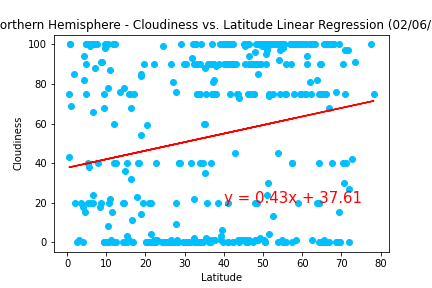 orthern Hemisphere - Cloudiness vs. Latitude Linear Regression (02/06/
100
80
60
40
20
0
Cloudiness
y = 0.43x + 37.61
0 10 20 30 40 50 60 70 80
Latitude